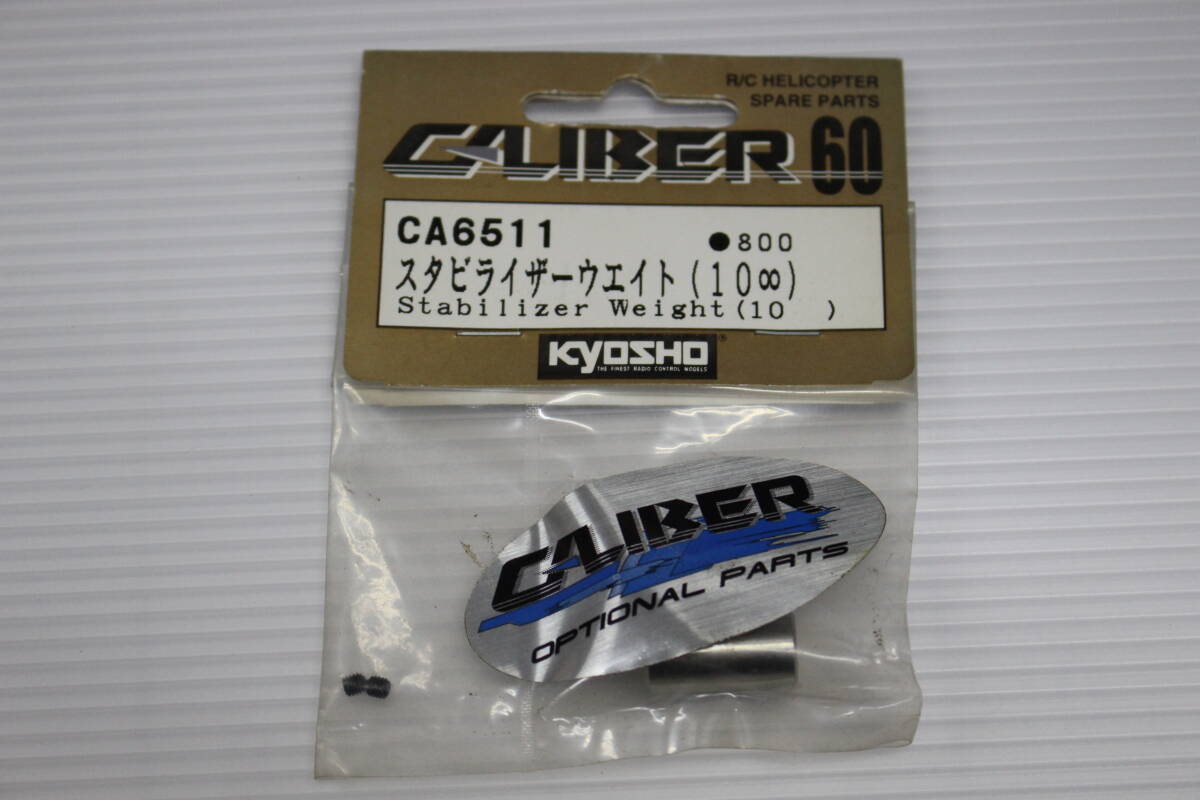 R/C HELICOPTER
SPARE PARTS
CALIBER 60
CA6511 ●800
スタビライザーウエイト(10∞)
Stabilizer Weight(10 )
KYOSHO®
THE FINEST RADIO CONTROL MODELS
CALIBER
OPTIONAL PARTS